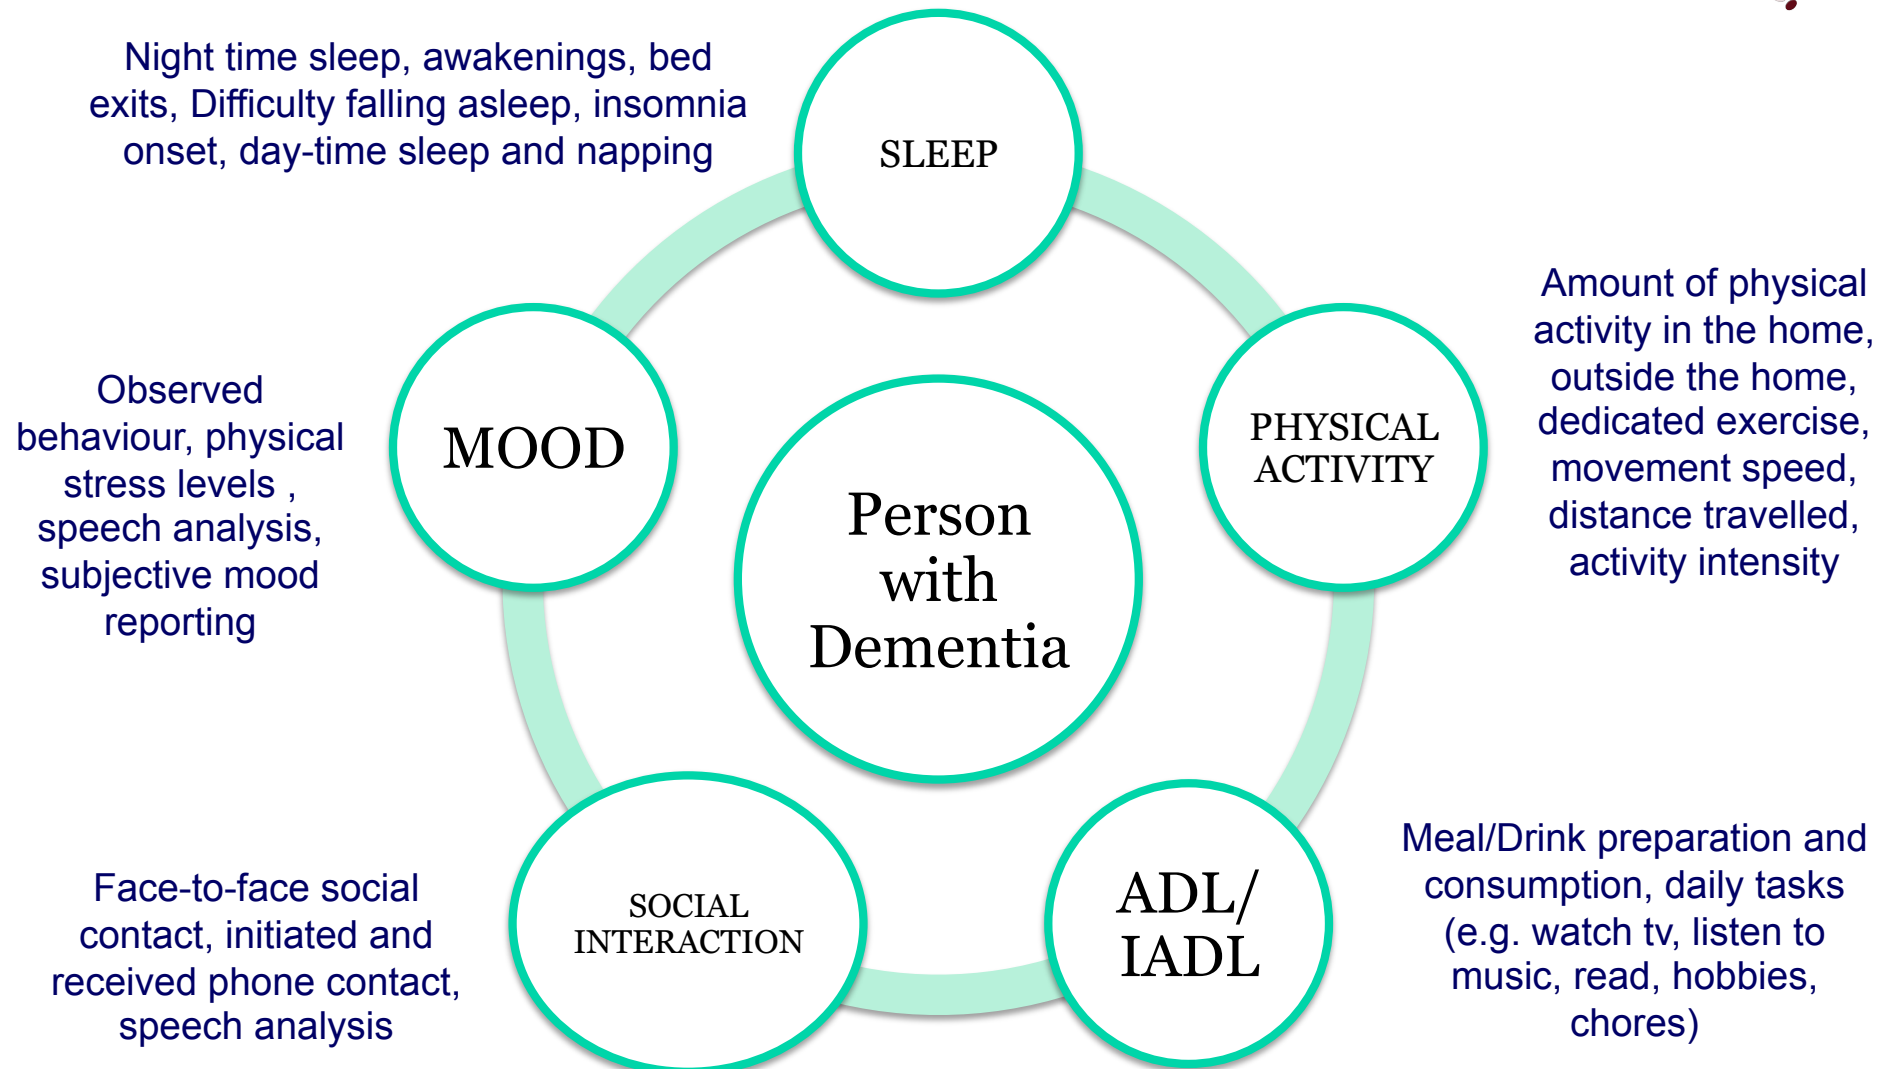 Night time sleep, awakenings, bed
exits, Difficulty falling asleep, insomnia
onset, day-time sleep and napping
SLEEP
Amount of physical
activity in the home,
outside the home,
dedicated exercise,
movement speed,
distance travelled,
activity intensity
PHYSICAL
ACTIVITY
MOOD
Observed
behaviour, physical
stress levels ,
speech analysis,
subjective mood
reporting
Person
with
Dementia
SOCIAL
INTERACTION
Face-to-face social
contact, initiated and
received phone contact,
speech analysis
ADL/
IADL
Meal/Drink preparation and
consumption, daily tasks
(e.g. watch tv, listen to
music, read, hobbies,
chores)